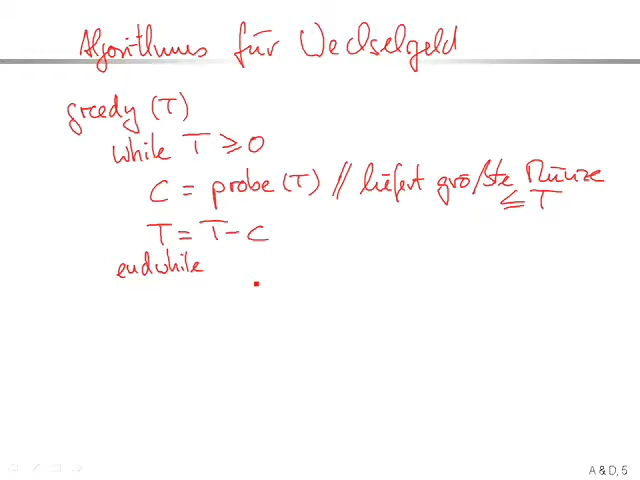 Algorithmus für Wechselgeld
greedy (T)
while T ≥ 0
C = probe (T) // liefert größte Münze ≤ T
T = T - C
endwhile
A & D, 5